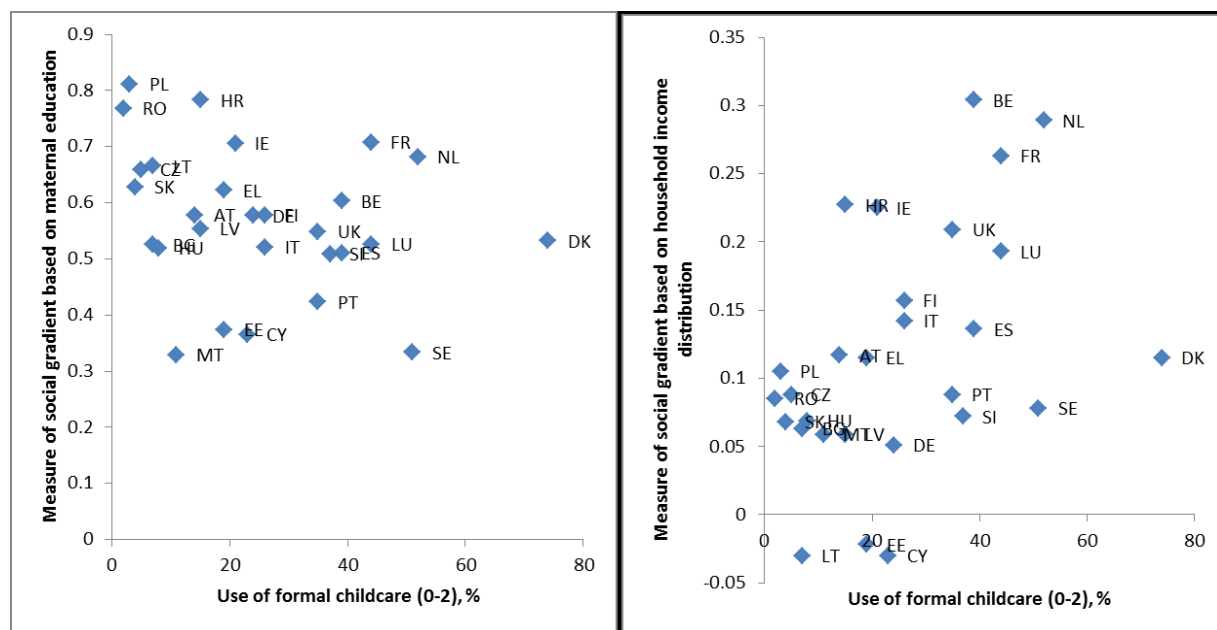 Measure of social gradient based on maternal education
0.9
0.8
0.7
0.6
0.5
0.4
0.3
0.2
0.1
0
PL
RO
HR
IE
FR
NL
LT
CZ
SK
EL
BE
AT
DE
FI
LV
UK
BG
HU
IT
SI
ES
LU
DK
PT
EE
CY
MT
SE
0
20
40
60
80
Use of formal childcare (0-2), %
Measure of social gradient based on household income
distribution
0.35
0.3
0.25
0.2
0.15
0.1
0.05
0
-0.05
BE
NL
FR
HR
IE
UK
LU
FI
IT
ES
AT
EL
DK
PL
RO
CZ
PT
SE
SK
HU
BG
MT
LV
SI
DE
0
20
40
60
80
LT
EE
CY
Use of formal childcare (0-2), %